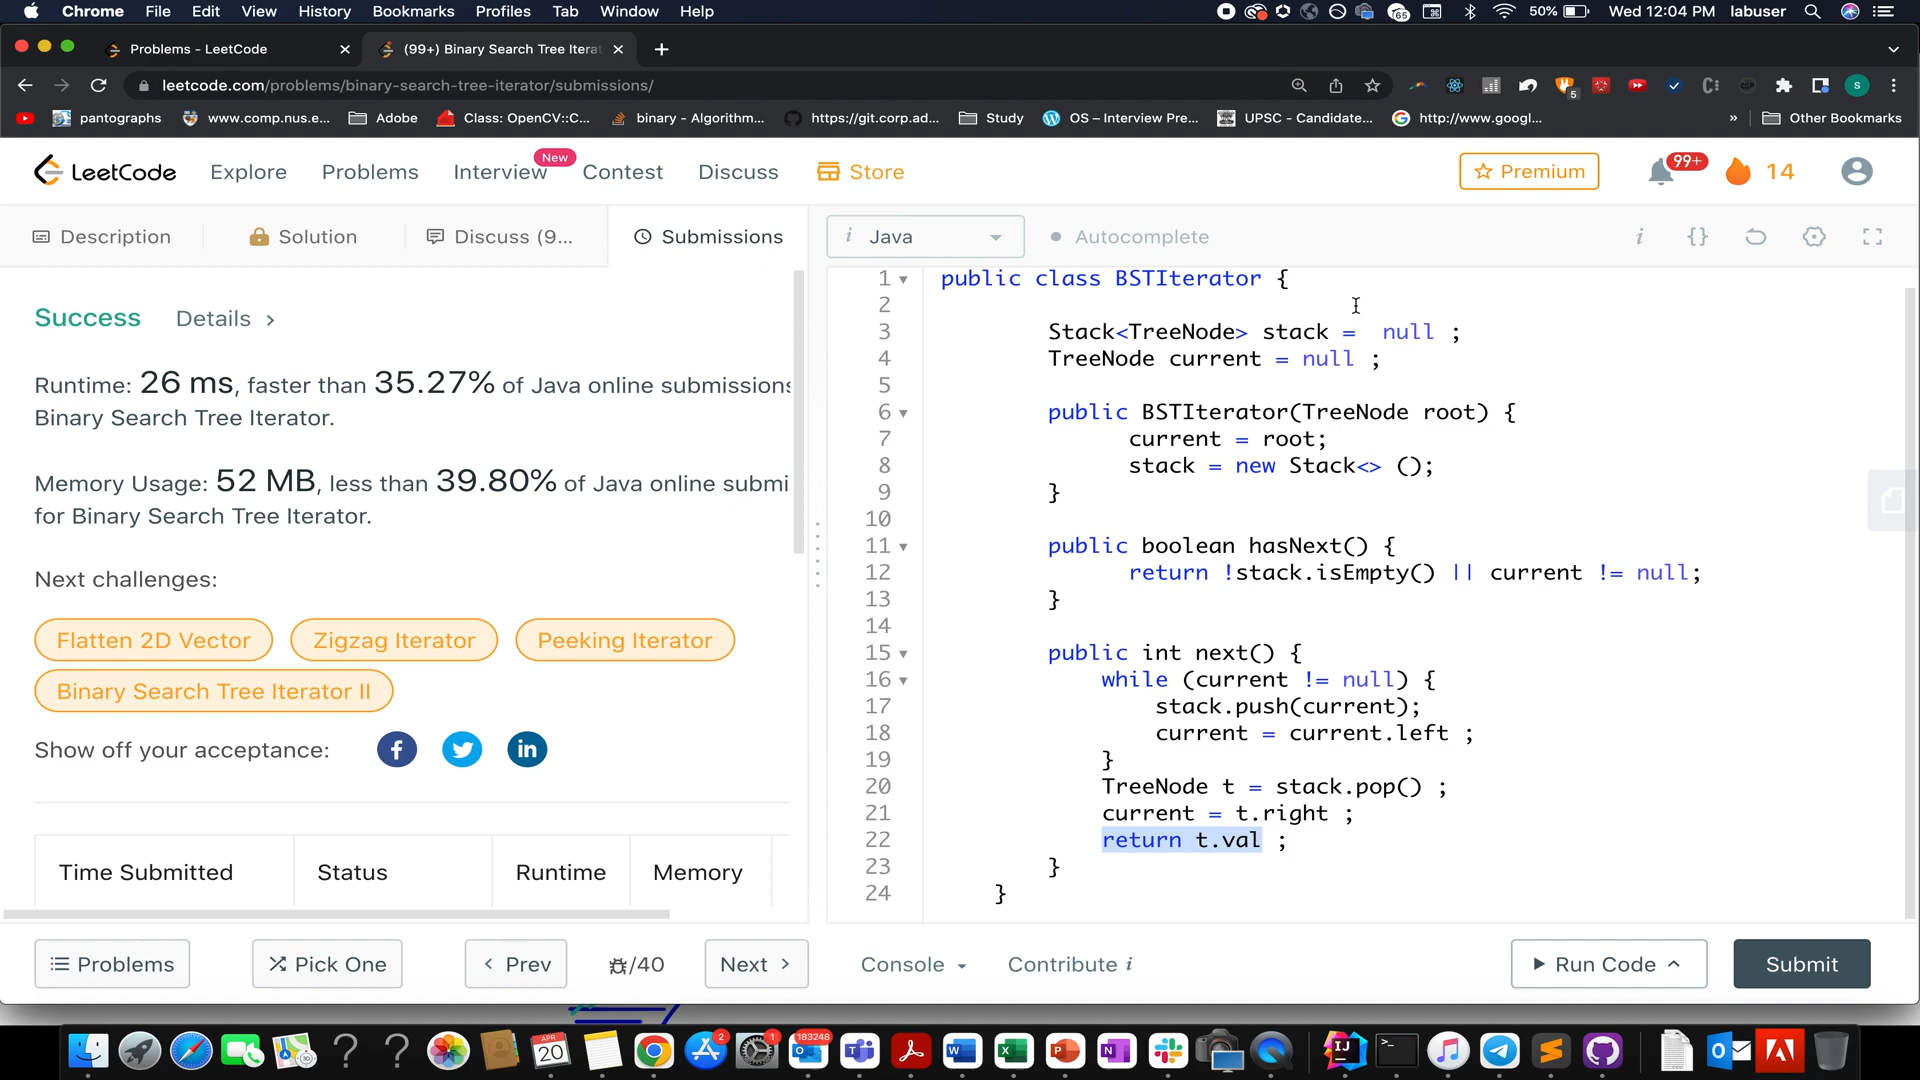 Chrome File Edit View History Bookmarks Profiles Tab Window Help 65 50% Wed 12:04 PM labuser
Problems - LeetCode
(99+) Binary Search Tree Iterat
leetcode.com/problems/binary-search-tree-iterator/submissions/
5
S
pantographs
www.comp.nus.e...
Adobe
Class: OpenCV::C...
binary - Algorithm...
https://git.corp.ad...
Study
OS – Interview Pre...
UPSC - Candidate...
http://www.googl...
»
Other Bookmarks
LeetCode Explore Problems Interview New Contest Discuss Store Premium 99+ 14
Description Solution Discuss (9... Submissions
Java Autocomplete
Success Details >
Runtime: 26 ms, faster than 35.27% of Java online submissions
Binary Search Tree Iterator.
Memory Usage: 52 MB, less than 39.80% of Java online submi
for Binary Search Tree Iterator.
Next challenges:
Flatten 2D Vector Zigzag Iterator Peeking Iterator
Binary Search Tree Iterator II
Show off your acceptance:
Time Submitted Status Runtime Memory
1 public class BSTIterator {
2
3 Stack<TreeNode> stack =  null ;
4 TreeNode current = null ;
5
6 public BSTIterator(TreeNode root) {
7 current = root;
8 stack = new Stack<> ();
9 }
10
11 public boolean hasNext() {
12 return !stack.isEmpty() || current != null;
13 }
14
15 public int next() {
16 while (current != null) {
17 stack.push(current);
18 current = current.left ;
19 }
20 TreeNode t = stack.pop() ;
21 current = t.right ;
22 return t.val ;
23 }
24 }
Problems Pick One < Prev /40 Next > Console Contribute i Run Code Submit
APR 20 2 1 183248